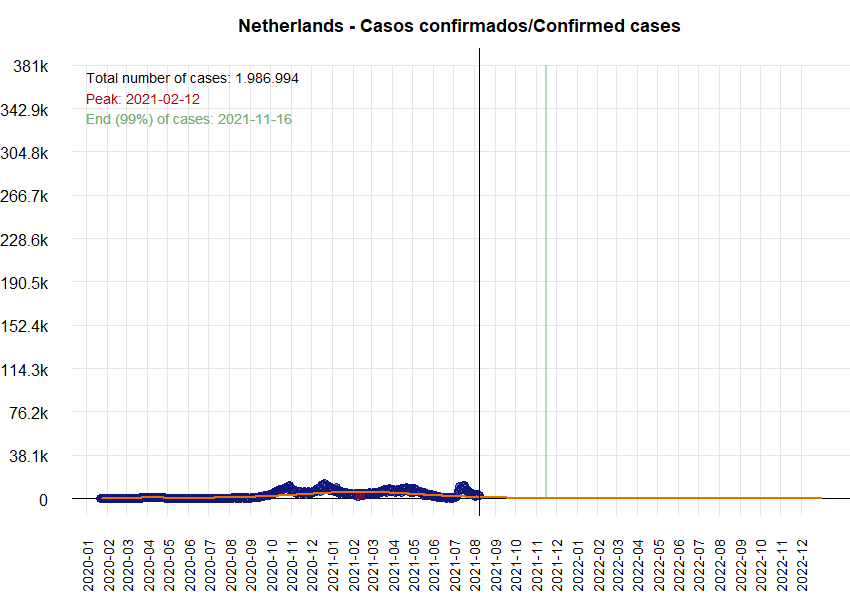 Netherlands - Casos confirmados/Confirmed cases
381k
342.9k
304.8k
266.7k
228.6k
190.5k
152.4k
114.3k
76.2k
38.1k
0
Total number of cases: 1.986.994
Peak: 2021-02-12
End (99%) of cases: 2021-11-16
2020-01
2020-02
2020-03
2020-04
2020-05
2020-06
2020-07
2020-08
2020-09
2020-10
2020-11
2020-12
2021-01
2021-02
2021-03
2021-04
2021-05
2021-06
2021-07
2021-08
2021-09
2021-10
2021-11
2021-12
2022-01
2022-02
2022-03
2022-04
2022-05
2022-06
2022-07
2022-08
2022-09
2022-10
2022-11
2022-12